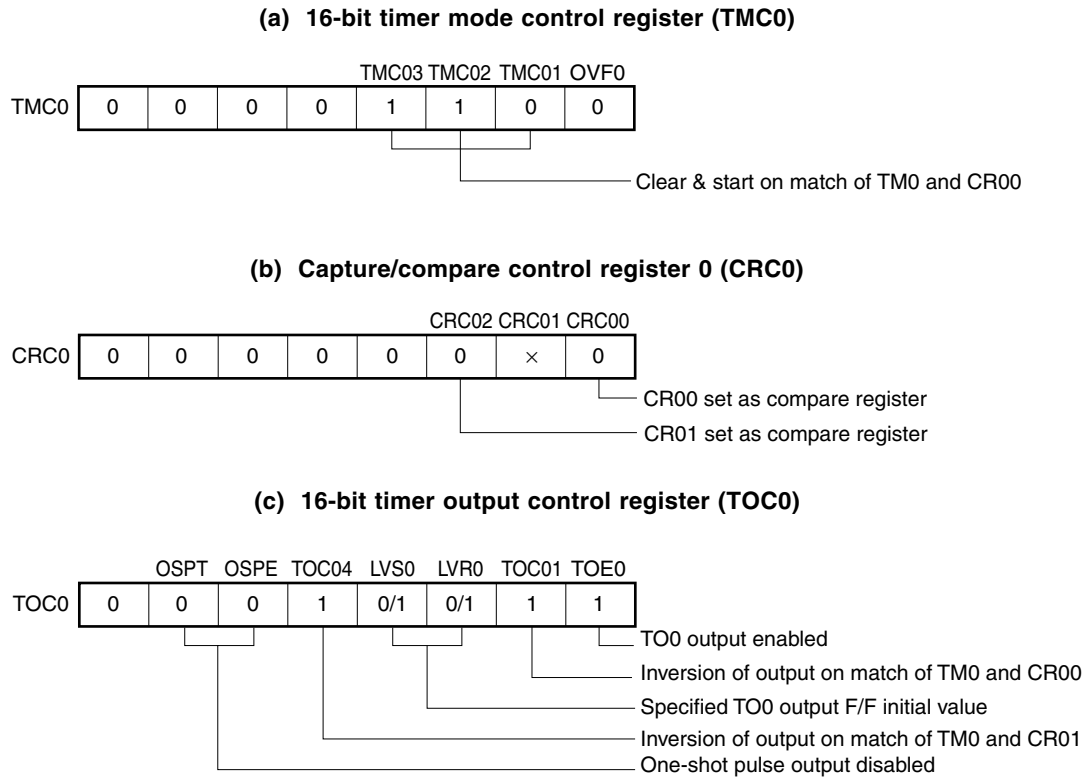 (a) 16-bit timer mode control register (TMC0)
TMC03 TMC02 TMC01 OVF0
TMC0 0 0 0 0 1 1 0 0
Clear & start on match of TM0 and CR00
(b) Capture/compare control register 0 (CRC0)
CRC02 CRC01 CRC00
CRC0 0 0 0 0 0 0 × 0
CR00 set as compare register
CR01 set as compare register
(c) 16-bit timer output control register (TOC0)
OSPT OSPE TOC04 LVS0 LVR0 TOC01 TOE0
TOC0 0 0 0 1 0/1 0/1 1 1
TO0 output enabled
Inversion of output on match of TM0 and CR00
Specified TO0 output F/F initial value
Inversion of output on match of TM0 and CR01
One-shot pulse output disabled